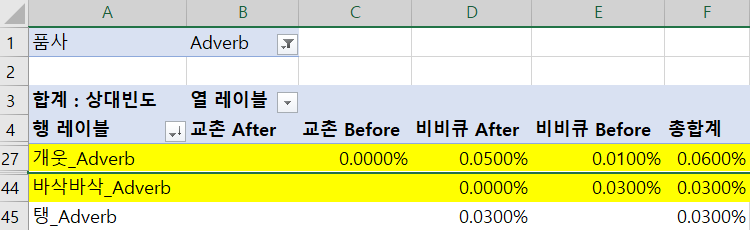 A B C D E F
1 품사 Adverb
2
3 합계 : 상대빈도 열 레이블
4 행 레이블 교촌 After 교촌 Before 비비큐 After 비비큐 Before 총합계
27 개웃_Adverb 0.0000% 0.0500% 0.0100% 0.0600%
44 바삭바삭_Adverb 0.0000% 0.0300% 0.0300%
45 탱_Adverb 0.0300% 0.0300%